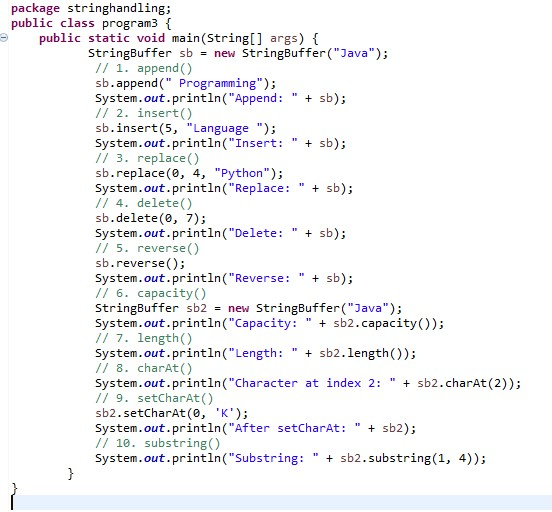 package stringhandling;
public class program3 {
public static void main(String[] args) {
StringBuffer sb = new StringBuffer("Java");
// 1. append()
sb.append(" Programming");
System.out.println("Append: " + sb);
// 2. insert()
sb.insert(5, "Language ");
System.out.println("Insert: " + sb);
// 3. replace()
sb.replace(0, 4, "Python");
System.out.println("Replace: " + sb);
// 4. delete()
sb.delete(0, 7);
System.out.println("Delete: " + sb);
// 5. reverse()
sb.reverse();
System.out.println("Reverse: " + sb);
// 6. capacity()
StringBuffer sb2 = new StringBuffer("Java");
System.out.println("Capacity: " + sb2.capacity());
// 7. length()
System.out.println("Length: " + sb2.length());
// 8. charAt()
System.out.println("Character at index 2: " + sb2.charAt(2));
// 9. setCharAt()
sb2.setCharAt(0, 'K');
System.out.println("After setCharAt: " + sb2);
// 10. substring()
System.out.println("Substring: " + sb2.substring(1, 4));
}
}